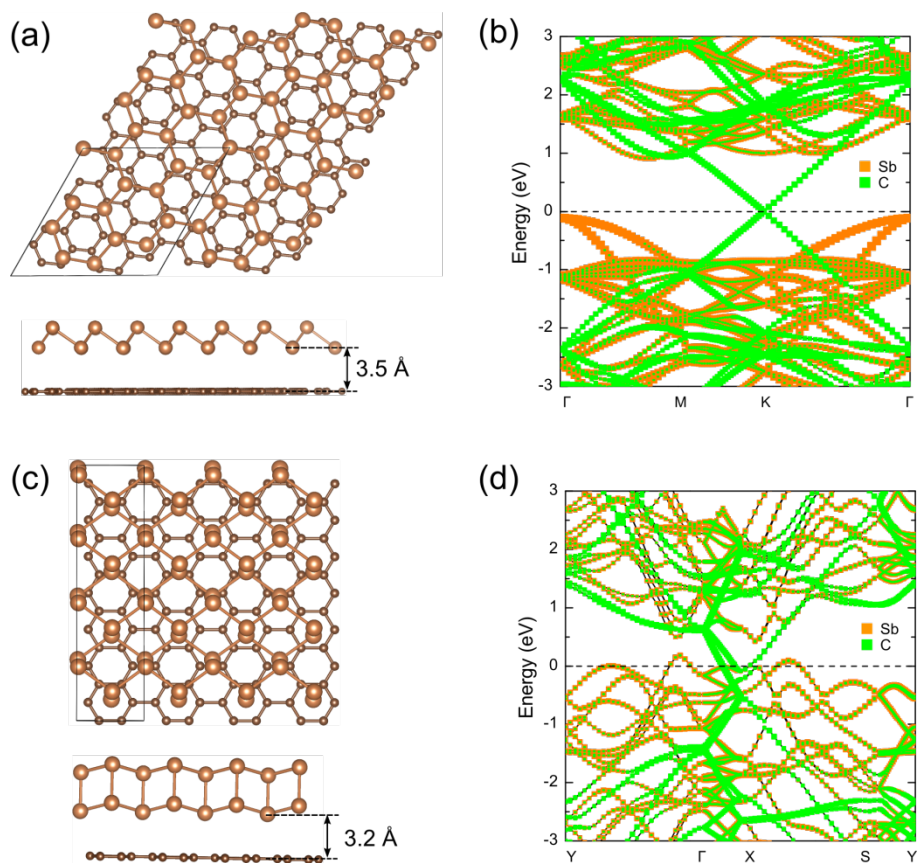 (a)
3.5 Å
(b)
Energy (eV)
3
2
1
0
-1
-2
-3
Sb
C
Γ M K Γ
(c)
3.2 Å
(d)
Energy (eV)
3
2
1
0
-1
-2
-3
Sb
C
Y Γ X S Y